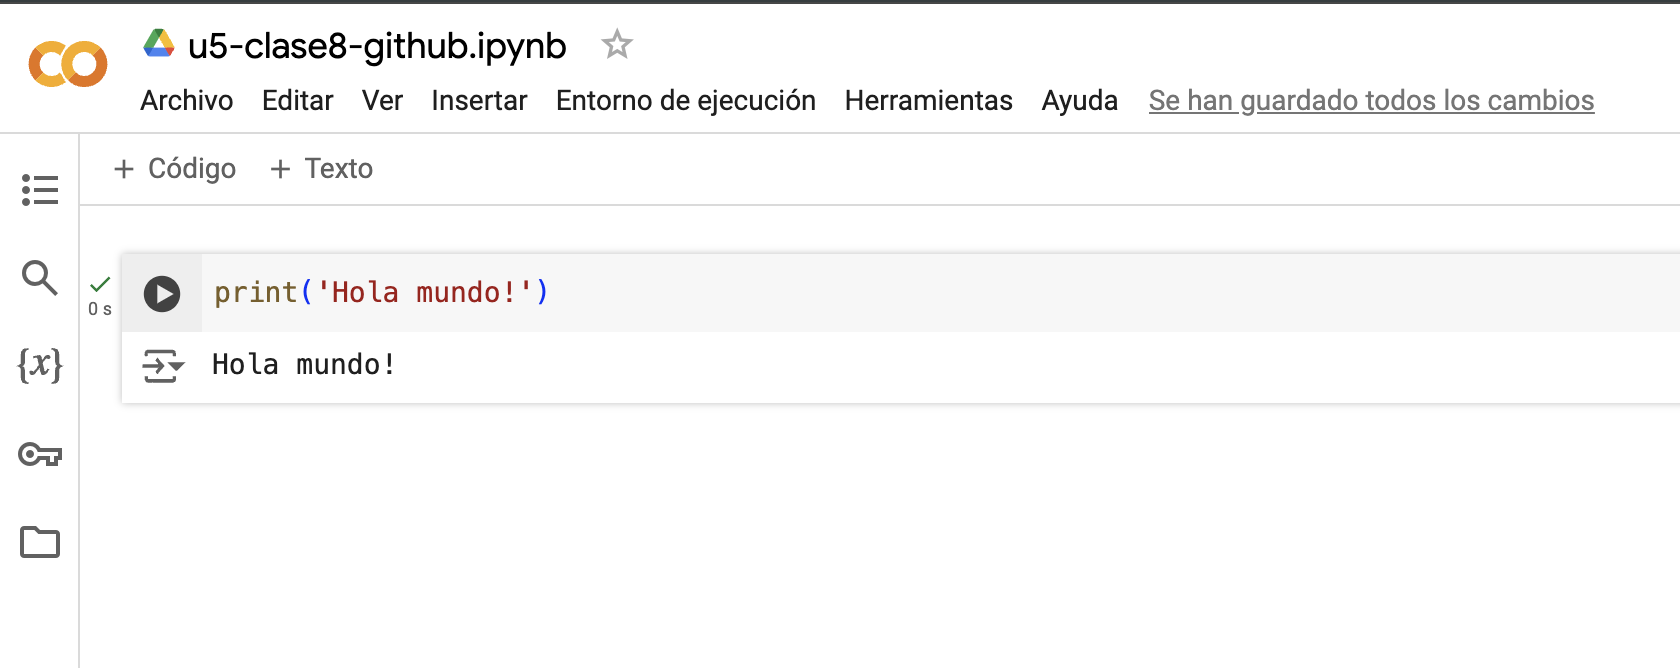 u5-clase8-github.ipynb
Archivo Editar Ver Insertar Entorno de ejecución Herramientas Ayuda Se han guardado todos los cambios
+ Código + Texto
print('Hola mundo!')
0 s
Hola mundo!
{x}